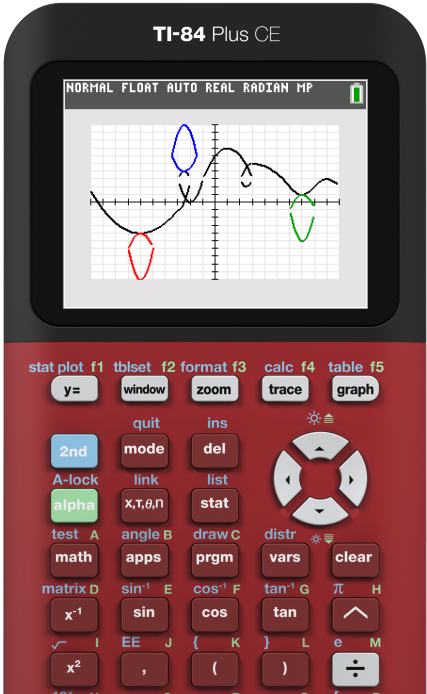 TI-84 Plus CE
NORMAL FLOAT AUTO REAL RADIAN MP
stat plot f1 tblset f2 format f3 calc f4 table f5
y= window zoom trace graph
quit ins
2nd mode del
A-lock link list
alpha X,T,θ,n stat
test A angle B draw C distr
math apps prgm vars clear
matrix D sin⁻¹ E cos⁻¹ F tan⁻¹ G π H
x⁻¹ sin cos tan ^
√ I EE J { K } L e M
x² , ( ) ÷